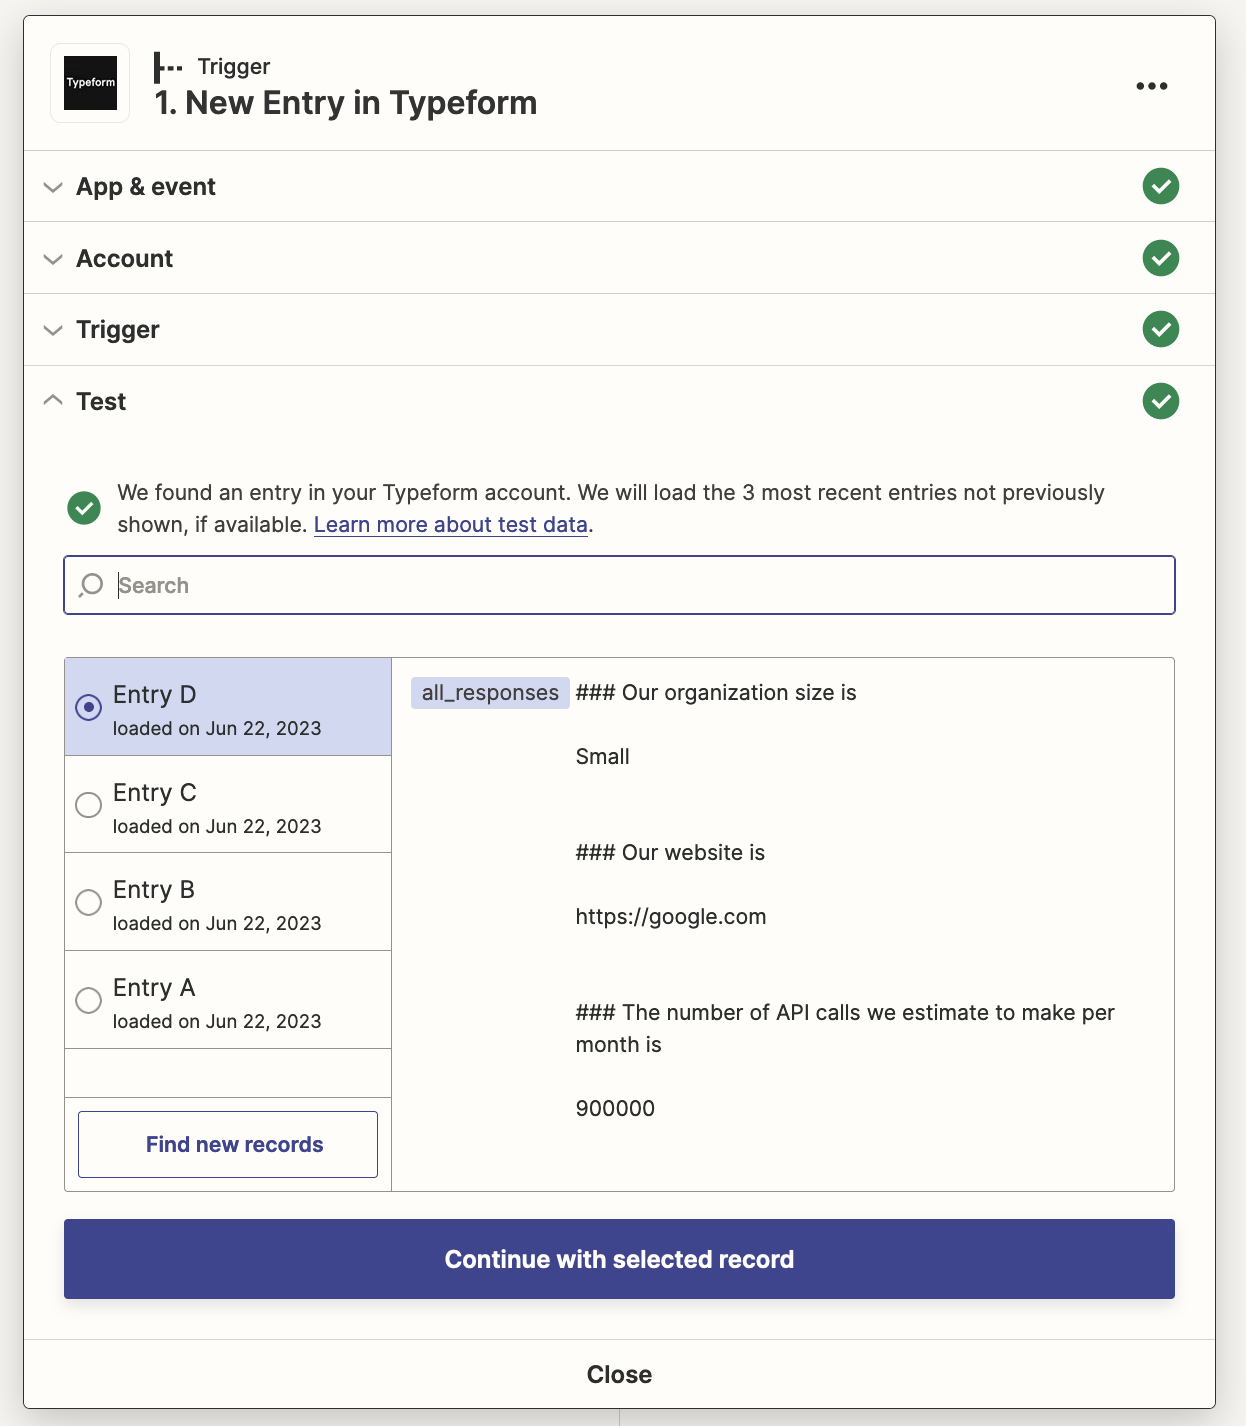 Typeform
Trigger
1. New Entry in Typeform
App & event
Account
Trigger
Test
We found an entry in your Typeform account. We will load the 3 most recent entries not previously
shown, if available. Learn more about test data.
Search
Entry D
loaded on Jun 22, 2023
Entry C
loaded on Jun 22, 2023
Entry B
loaded on Jun 22, 2023
Entry A
loaded on Jun 22, 2023
Find new records
all_responses ### Our organization size is
Small
### Our website is
https://google.com
### The number of API calls we estimate to make per
month is
900000
Continue with selected record
Close